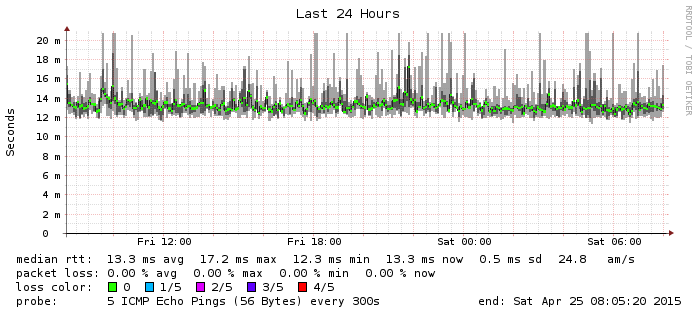 Last 24 Hours
RRDTOOL / TOBI OETIKER
Seconds
20 m
18 m
16 m
14 m
12 m
10 m
8 m
6 m
4 m
2 m
0
Fri 12:00 Fri 18:00 Sat 00:00 Sat 06:00
median rtt: 13.3 ms avg 17.2 ms max 12.3 ms min 13.3 ms now 0.5 ms sd 24.8 am/s
packet loss: 0.00 % avg 0.00 % max 0.00 % min 0.00 % now
loss color: 0 1/5 2/5 3/5 4/5
probe: 5 ICMP Echo Pings (56 Bytes) every 300s end: Sat Apr 25 08:05:20 2015